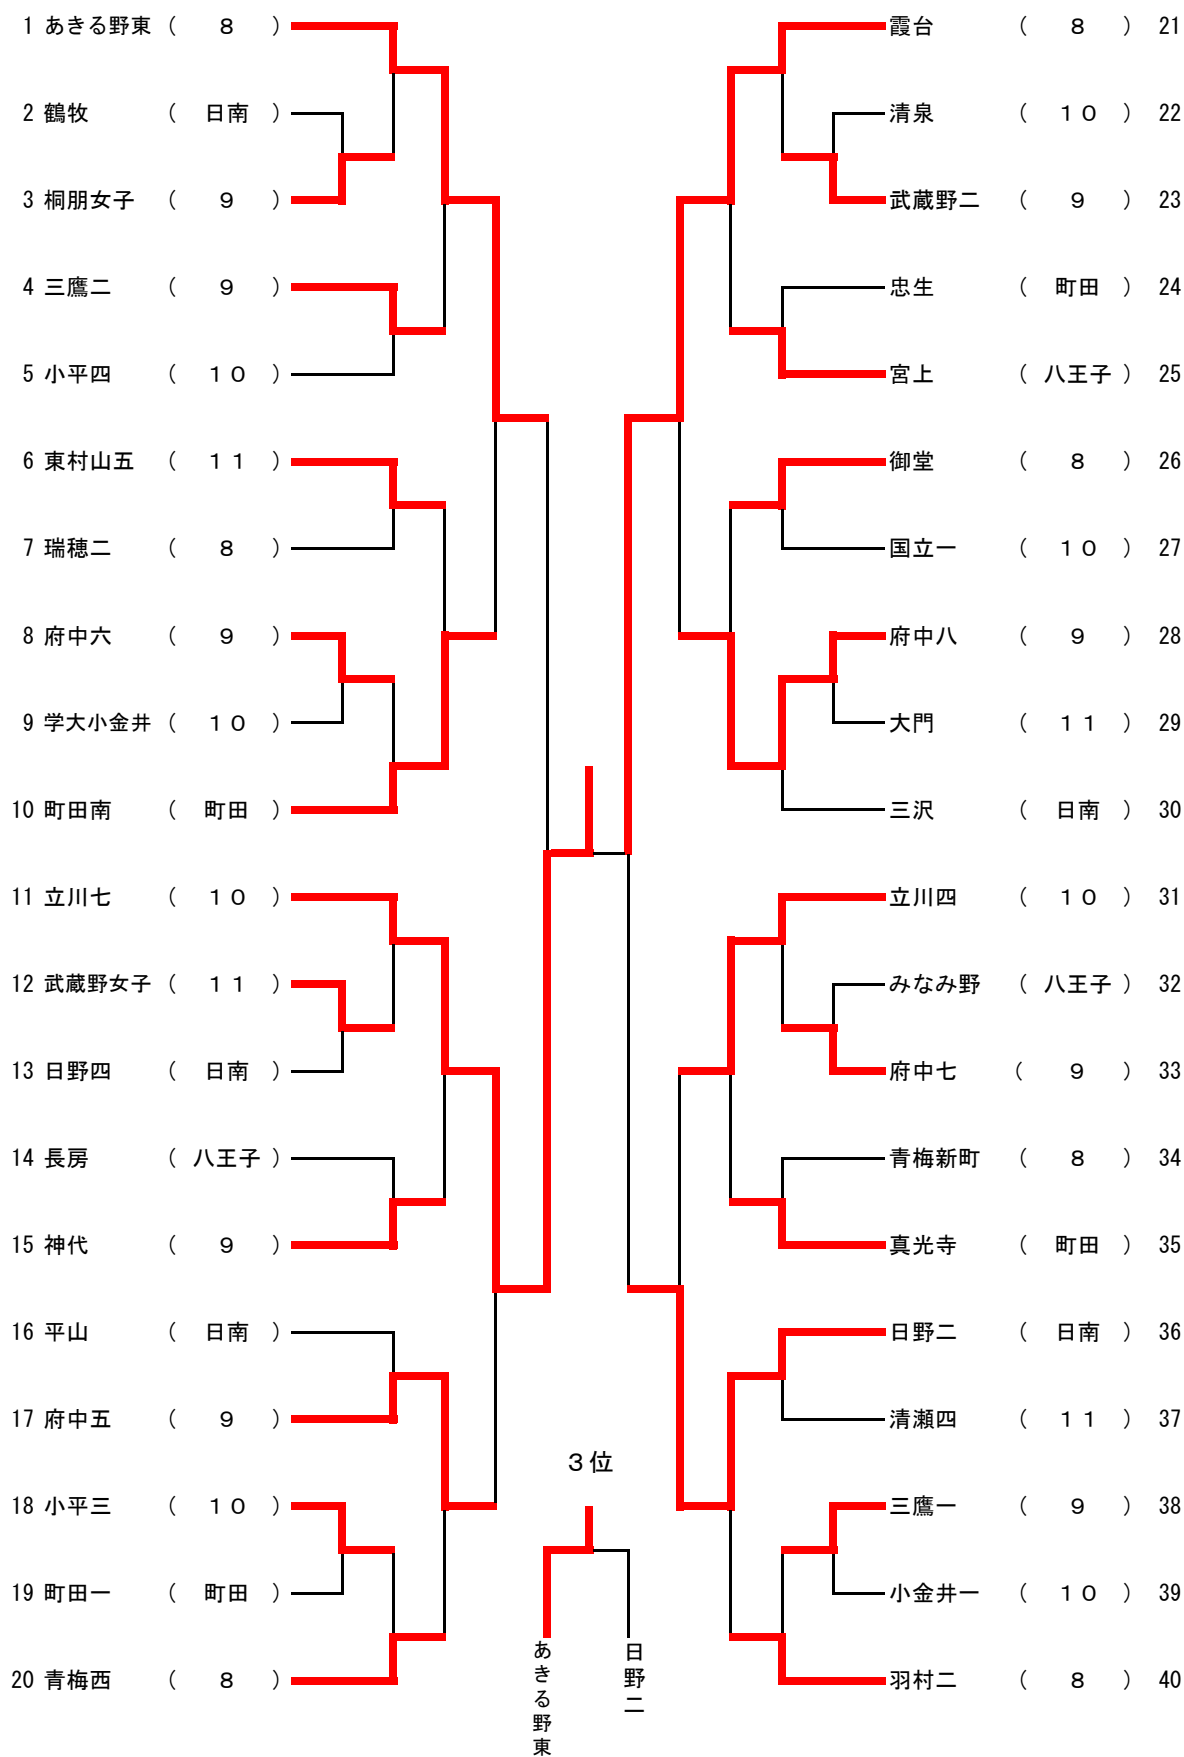 1 あきる野東 ( 8 )
2 鶴牧 ( 日南 )
3 桐朋女子 ( 9 )
4 三鷹二 ( 9 )
5 小平四 ( 10 )
6 東村山五 ( 11 )
7 瑞穂二 ( 8 )
8 府中六 ( 9 )
9 学大小金井 ( 10 )
10 町田南 ( 町田 )
11 立川七 ( 10 )
12 武蔵野女子 ( 11 )
13 日野四 ( 日南 )
14 長房 ( 八王子 )
15 神代 ( 9 )
16 平山 ( 日南 )
17 府中五 ( 9 )
18 小平三 ( 10 )
19 町田一 ( 町田 )
20 青梅西 ( 8 )
３位
あきる野東
日野二
霞台 ( 8 ) 21
清泉 ( 10 ) 22
武蔵野二 ( 9 ) 23
忠生 ( 町田 ) 24
宮上 ( 八王子 ) 25
御堂 ( 8 ) 26
国立一 ( 10 ) 27
府中八 ( 9 ) 28
大門 ( 11 ) 29
三沢 ( 日南 ) 30
立川四 ( 10 ) 31
みなみ野 ( 八王子 ) 32
府中七 ( 9 ) 33
青梅新町 ( 8 ) 34
真光寺 ( 町田 ) 35
日野二 ( 日南 ) 36
清瀬四 ( 11 ) 37
三鷹一 ( 9 ) 38
小金井一 ( 10 ) 39
羽村二 ( 8 ) 40